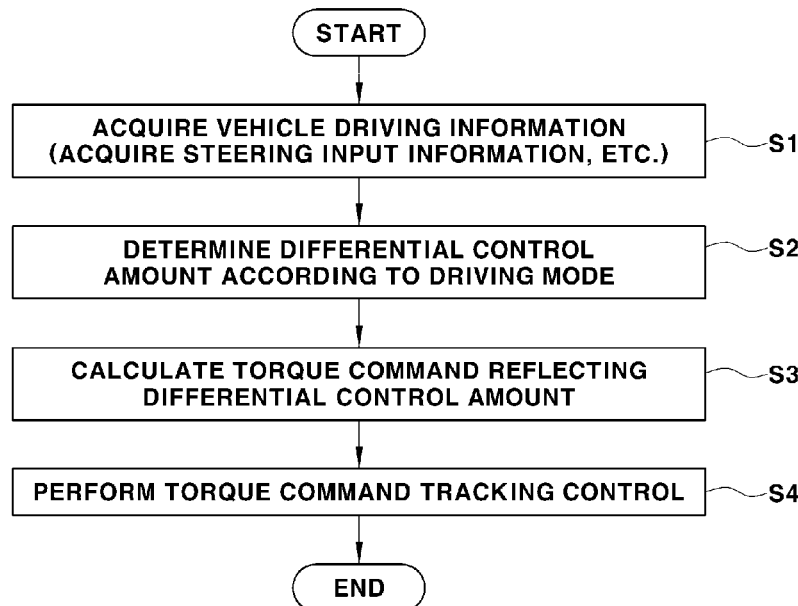 START
ACQUIRE VEHICLE DRIVING INFORMATION
(ACQUIRE STEERING INPUT INFORMATION, ETC.)
S1
DETERMINE DIFFERENTIAL CONTROL
AMOUNT ACCORDING TO DRIVING MODE
S2
CALCULATE TORQUE COMMAND REFLECTING
DIFFERENTIAL CONTROL AMOUNT
S3
PERFORM TORQUE COMMAND TRACKING CONTROL
S4
END